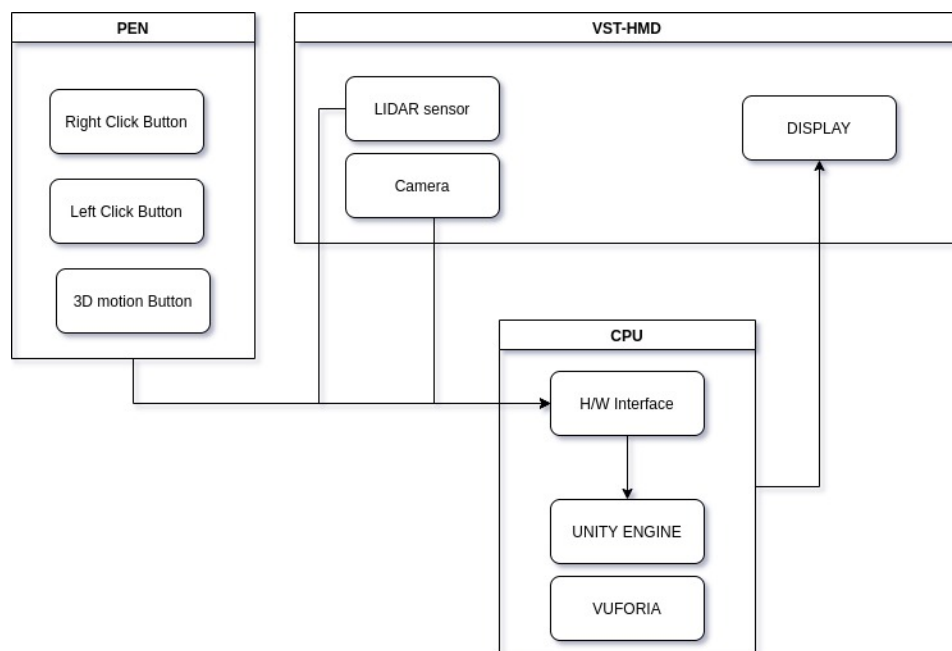 PEN
Right Click Button
Left Click Button
3D motion Button
VST-HMD
LIDAR sensor
Camera
DISPLAY
CPU
H/W Interface
UNITY ENGINE
VUFORIA